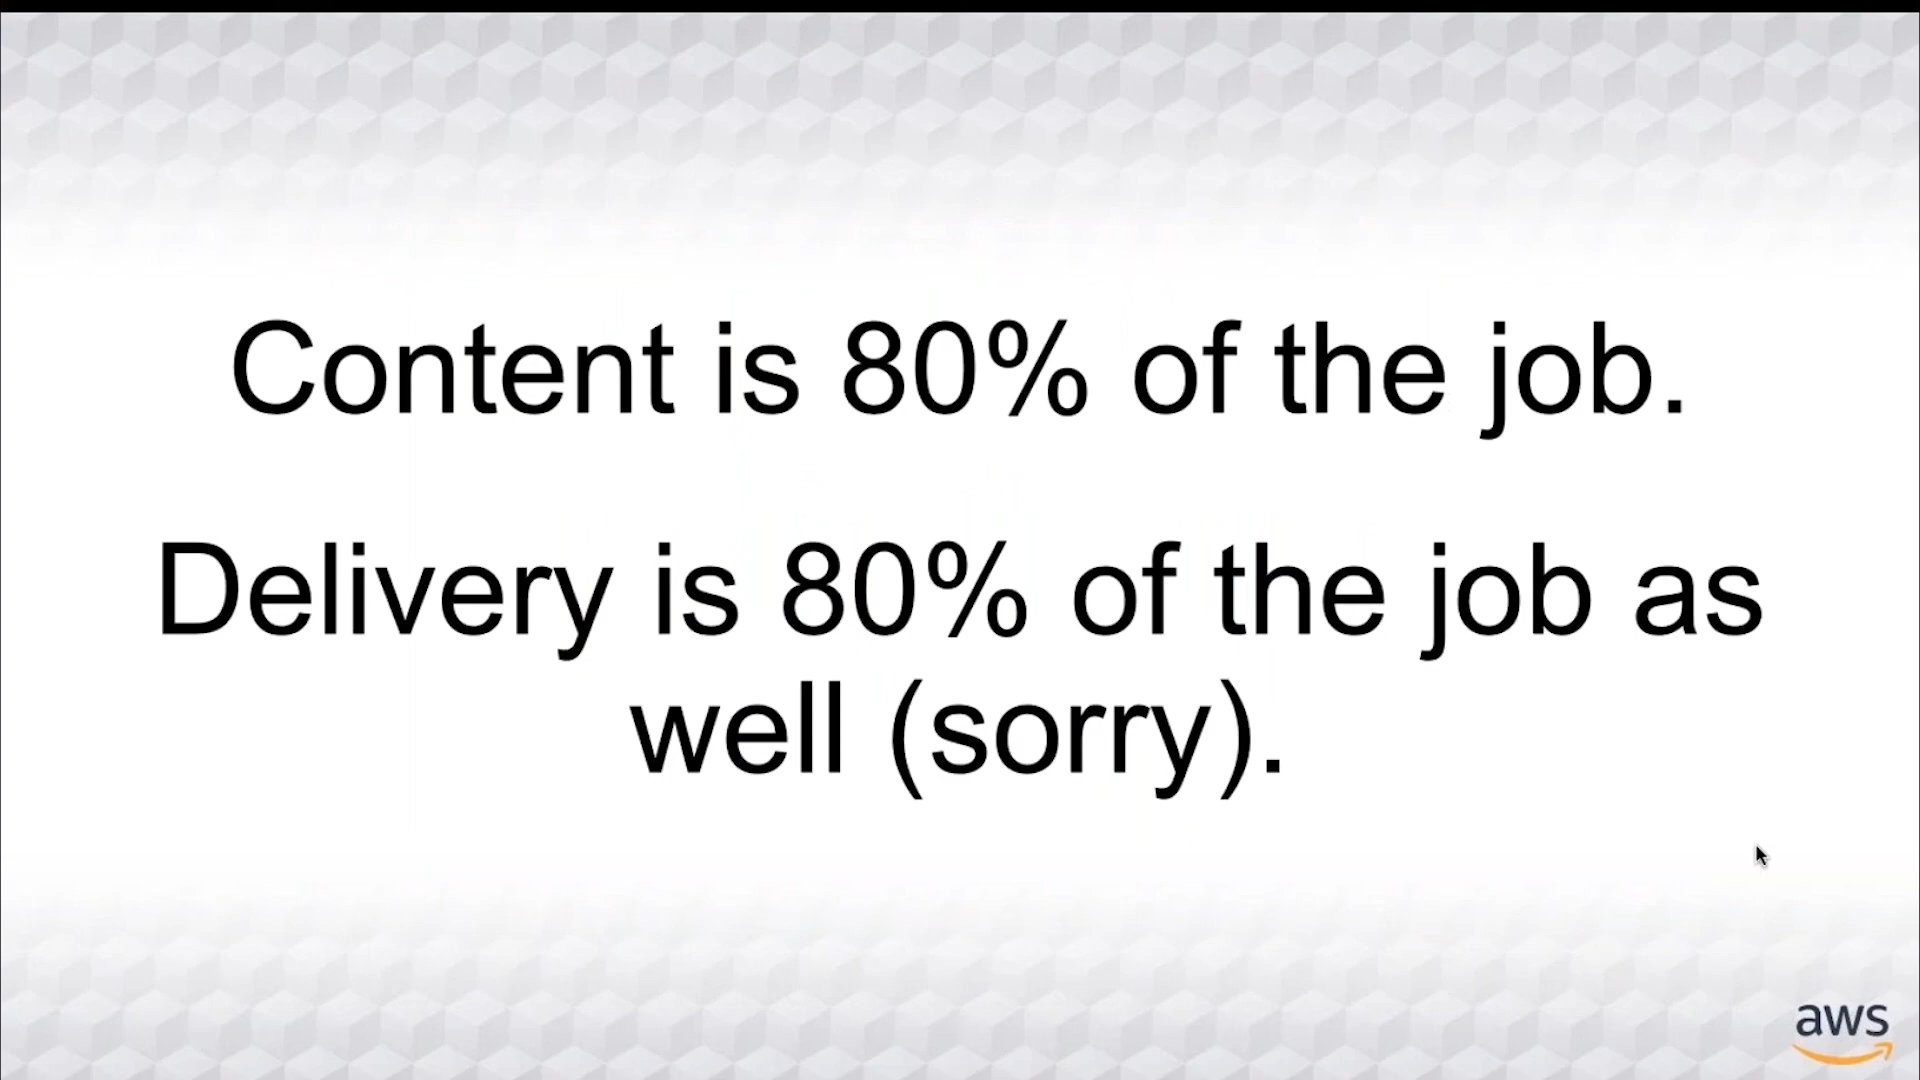 Content is 80% of the job.
Delivery is 80% of the job as
well (sorry).
aws